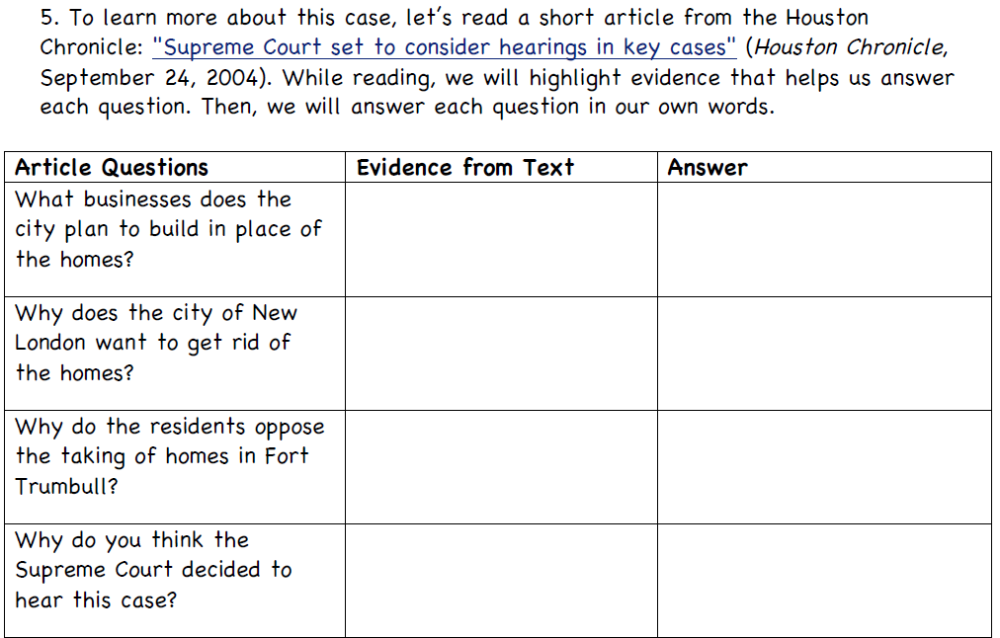 5. To learn more about this case, let's read a short article from the Houston
Chronicle: "Supreme Court set to consider hearings in key cases" (Houston Chronicle,
September 24, 2004). While reading, we will highlight evidence that helps us answer
each question. Then, we will answer each question in our own words.
Article Questions
Evidence from Text
Answer
What businesses does the
city plan to build in place of
the homes?
Why does the city of New
London want to get rid of
the homes?
Why do the residents oppose
the taking of homes in Fort
Trumbull?
Why do you think the
Supreme Court decided to
hear this case?